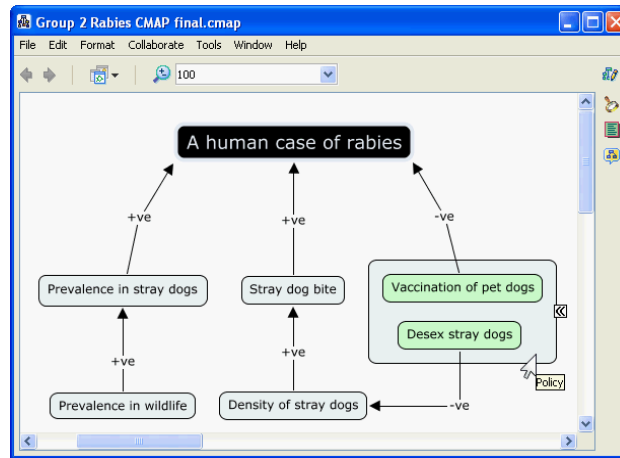 Group 2 Rabies CMAP final.cmap
File Edit Format Collaborate Tools Window Help
100
A human case of rabies
+ve +ve -ve
Prevalence in stray dogs Stray dog bite Vaccination of pet dogs
Desex stray dogs
+ve +ve
Policy
Prevalence in wildlife Density of stray dogs -ve